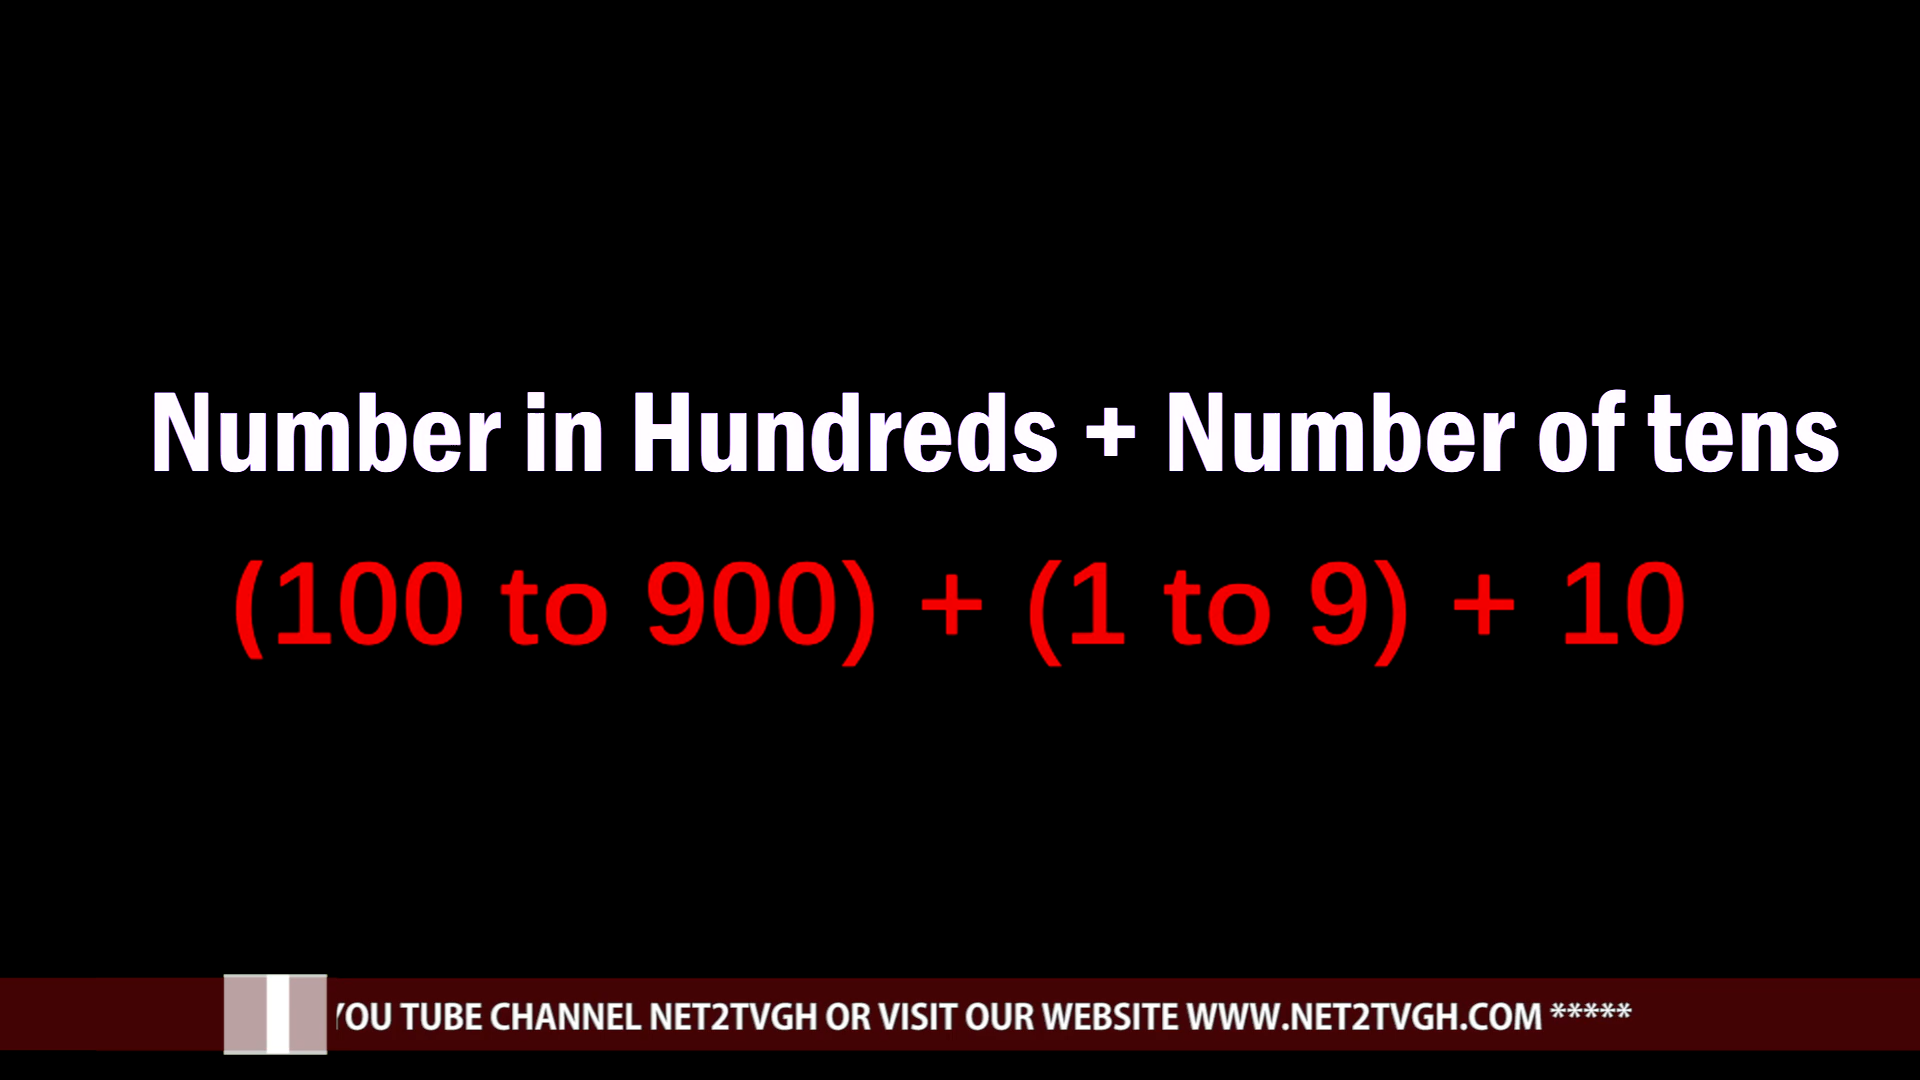 Number in Hundreds + Number of tens
(100 to 900) + (1 to 9) + 10
YOU TUBE CHANNEL NET2TVGH OR VISIT OUR WEBSITE WWW.NET2TVGH.COM *****